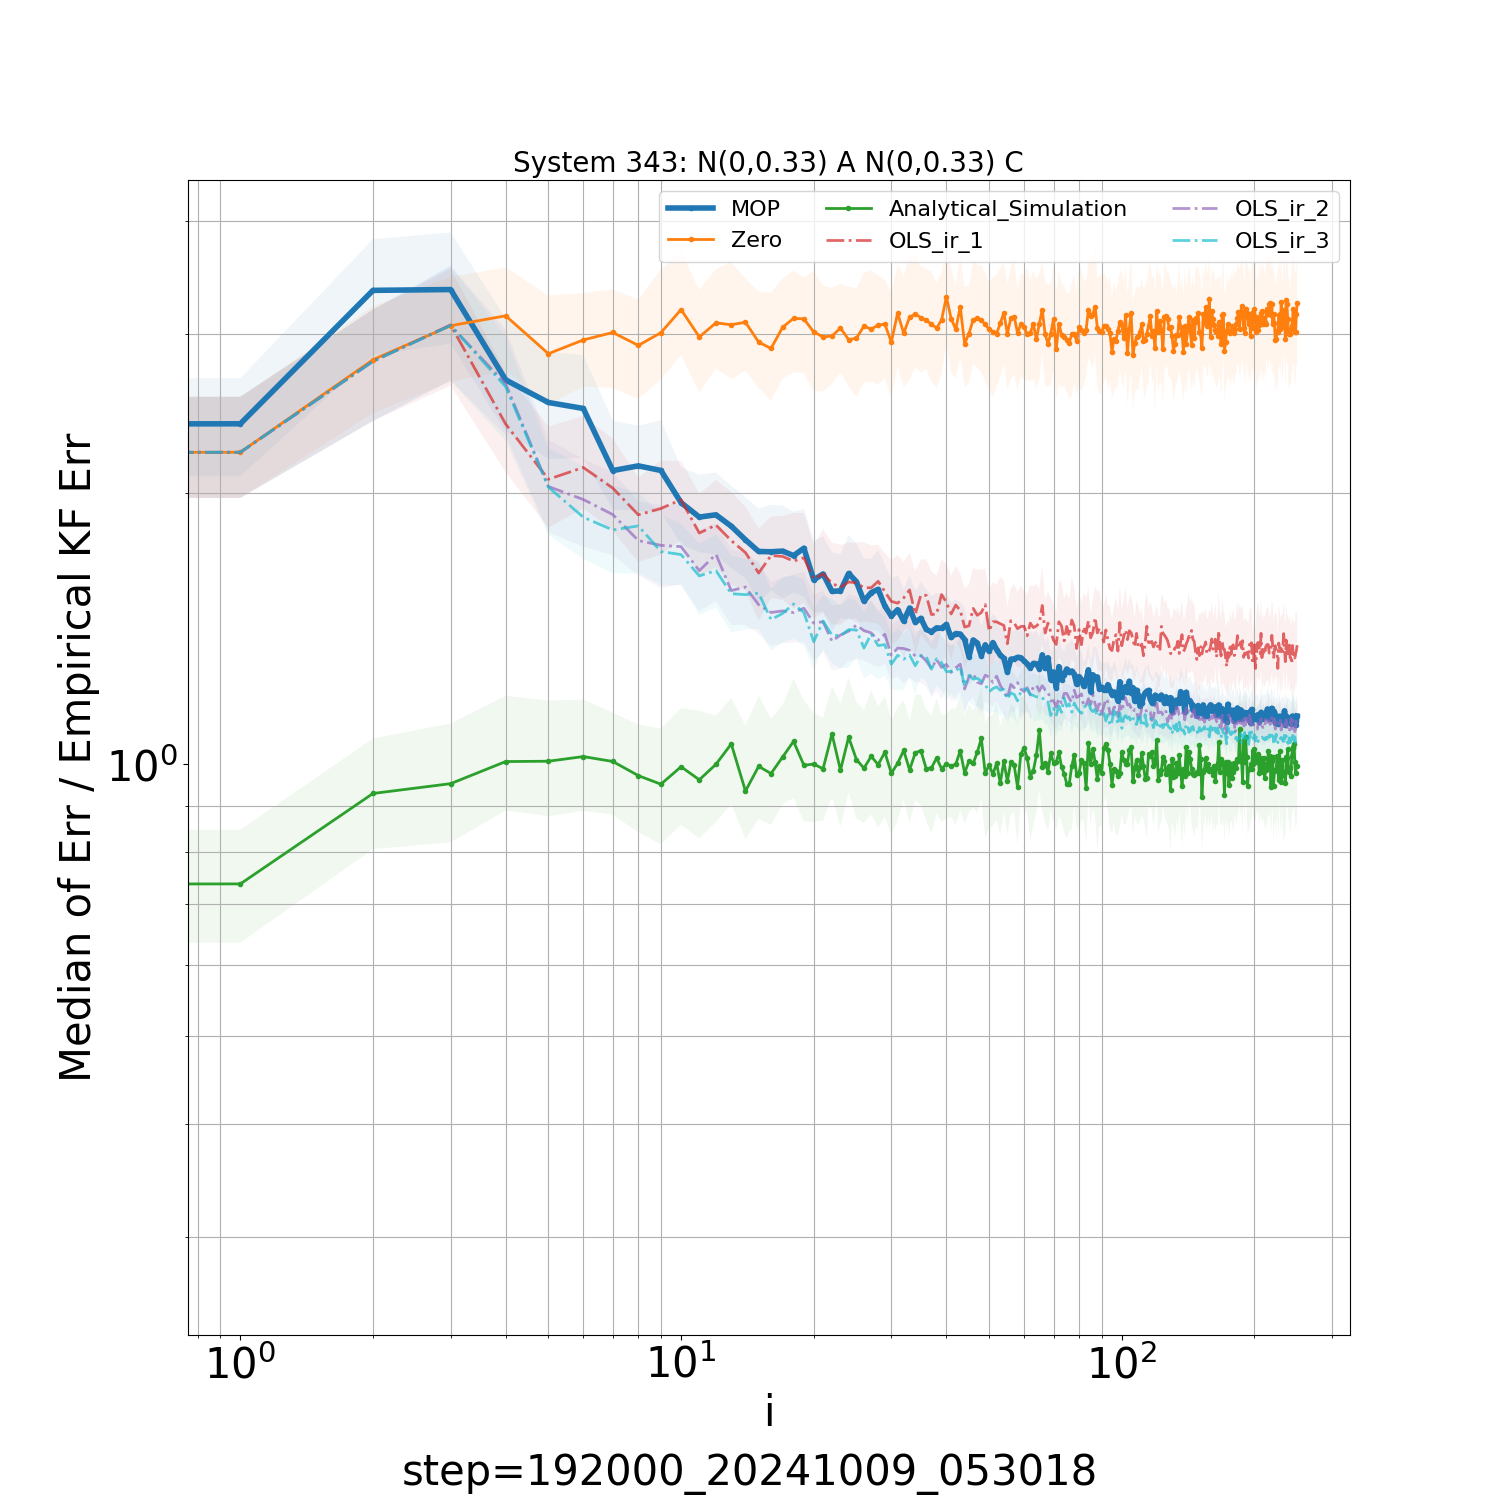 System 343: N(0,0.33) A N(0,0.33) C
MOP
Zero
Analytical_Simulation
OLS_ir_1
OLS_ir_2
OLS_ir_3
Median of Err / Empirical KF Err
10⁰
10⁰
10¹
10²
i
step=192000_20241009_053018